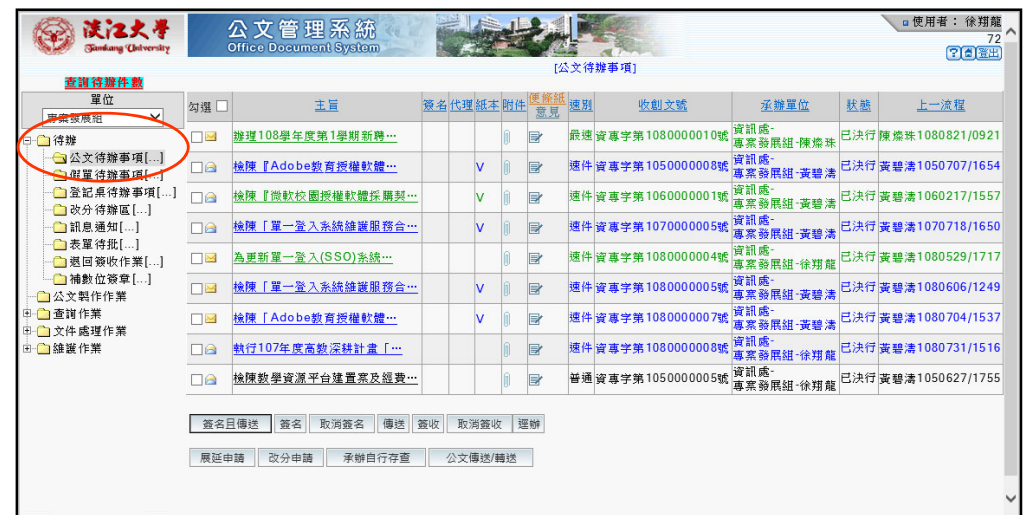 淡江大學
Tamkang University
公文管理系統
Office Document System
使用者： 徐翔龍
72
? 登出
[公文待辦事項]
查詢待辦件數
單位
專案發展組
待辦
公文待辦事項[...]
假單待辦事項[...]
登記桌待辦事項[...]
改分待辦區[...]
訊息通知[...]
表單待批[...]
退回簽收作業[...]
補數位簽章[...]
公文製作作業
查詢作業
文件處理作業
維護作業
勾選 主旨 簽名 代理 紙本 附件 便條紙意見 速別 收創文號 承辦單位 狀態 上一流程
辦理108學年度第1學期新聘… 最速 資專字第1080000010號 資訊處-專案發展組-陳燦珠 已決行 陳燦珠1080821/0921
檢陳『Adobe教育授權軟體… V 速件 資專字第1050000008號 資訊處-專案發展組-黃碧濤 已決行 黃碧濤1050707/1654
檢陳『微軟校園授權軟體採購契… V 速件 資專字第1060000001號 資訊處-專案發展組-黃碧濤 已決行 黃碧濤1060217/1557
檢陳「單一登入系統維護服務合… V 速件 資專字第1070000005號 資訊處-專案發展組-黃碧濤 已決行 黃碧濤1070718/1650
為更新單一登入(SSO)系統… 速件 資專字第1080000004號 資訊處-專案發展組-徐翔龍 已決行 黃碧濤1080529/1717
檢陳「單一登入系統維護服務合… V 速件 資專字第1080000005號 資訊處-專案發展組-黃碧濤 已決行 黃碧濤1080606/1249
檢陳「Adobe教育授權軟體… V 速件 資專字第1080000007號 資訊處-專案發展組-黃碧濤 已決行 黃碧濤1080704/1537
執行107年度高教深耕計畫「… 速件 資專字第1080000008號 資訊處-專案發展組-徐翔龍 已決行 黃碧濤1080731/1516
檢陳數學資源平台建置案及經費… 普通 資專字第1050000005號 資訊處-專案發展組-徐翔龍 已決行 黃碧濤1050627/1755
簽名且傳送 簽名 取消簽名 傳送 簽收 取消簽收 逕辦
展延申請 改分申請 承辦自行存查 公文傳送/轉送